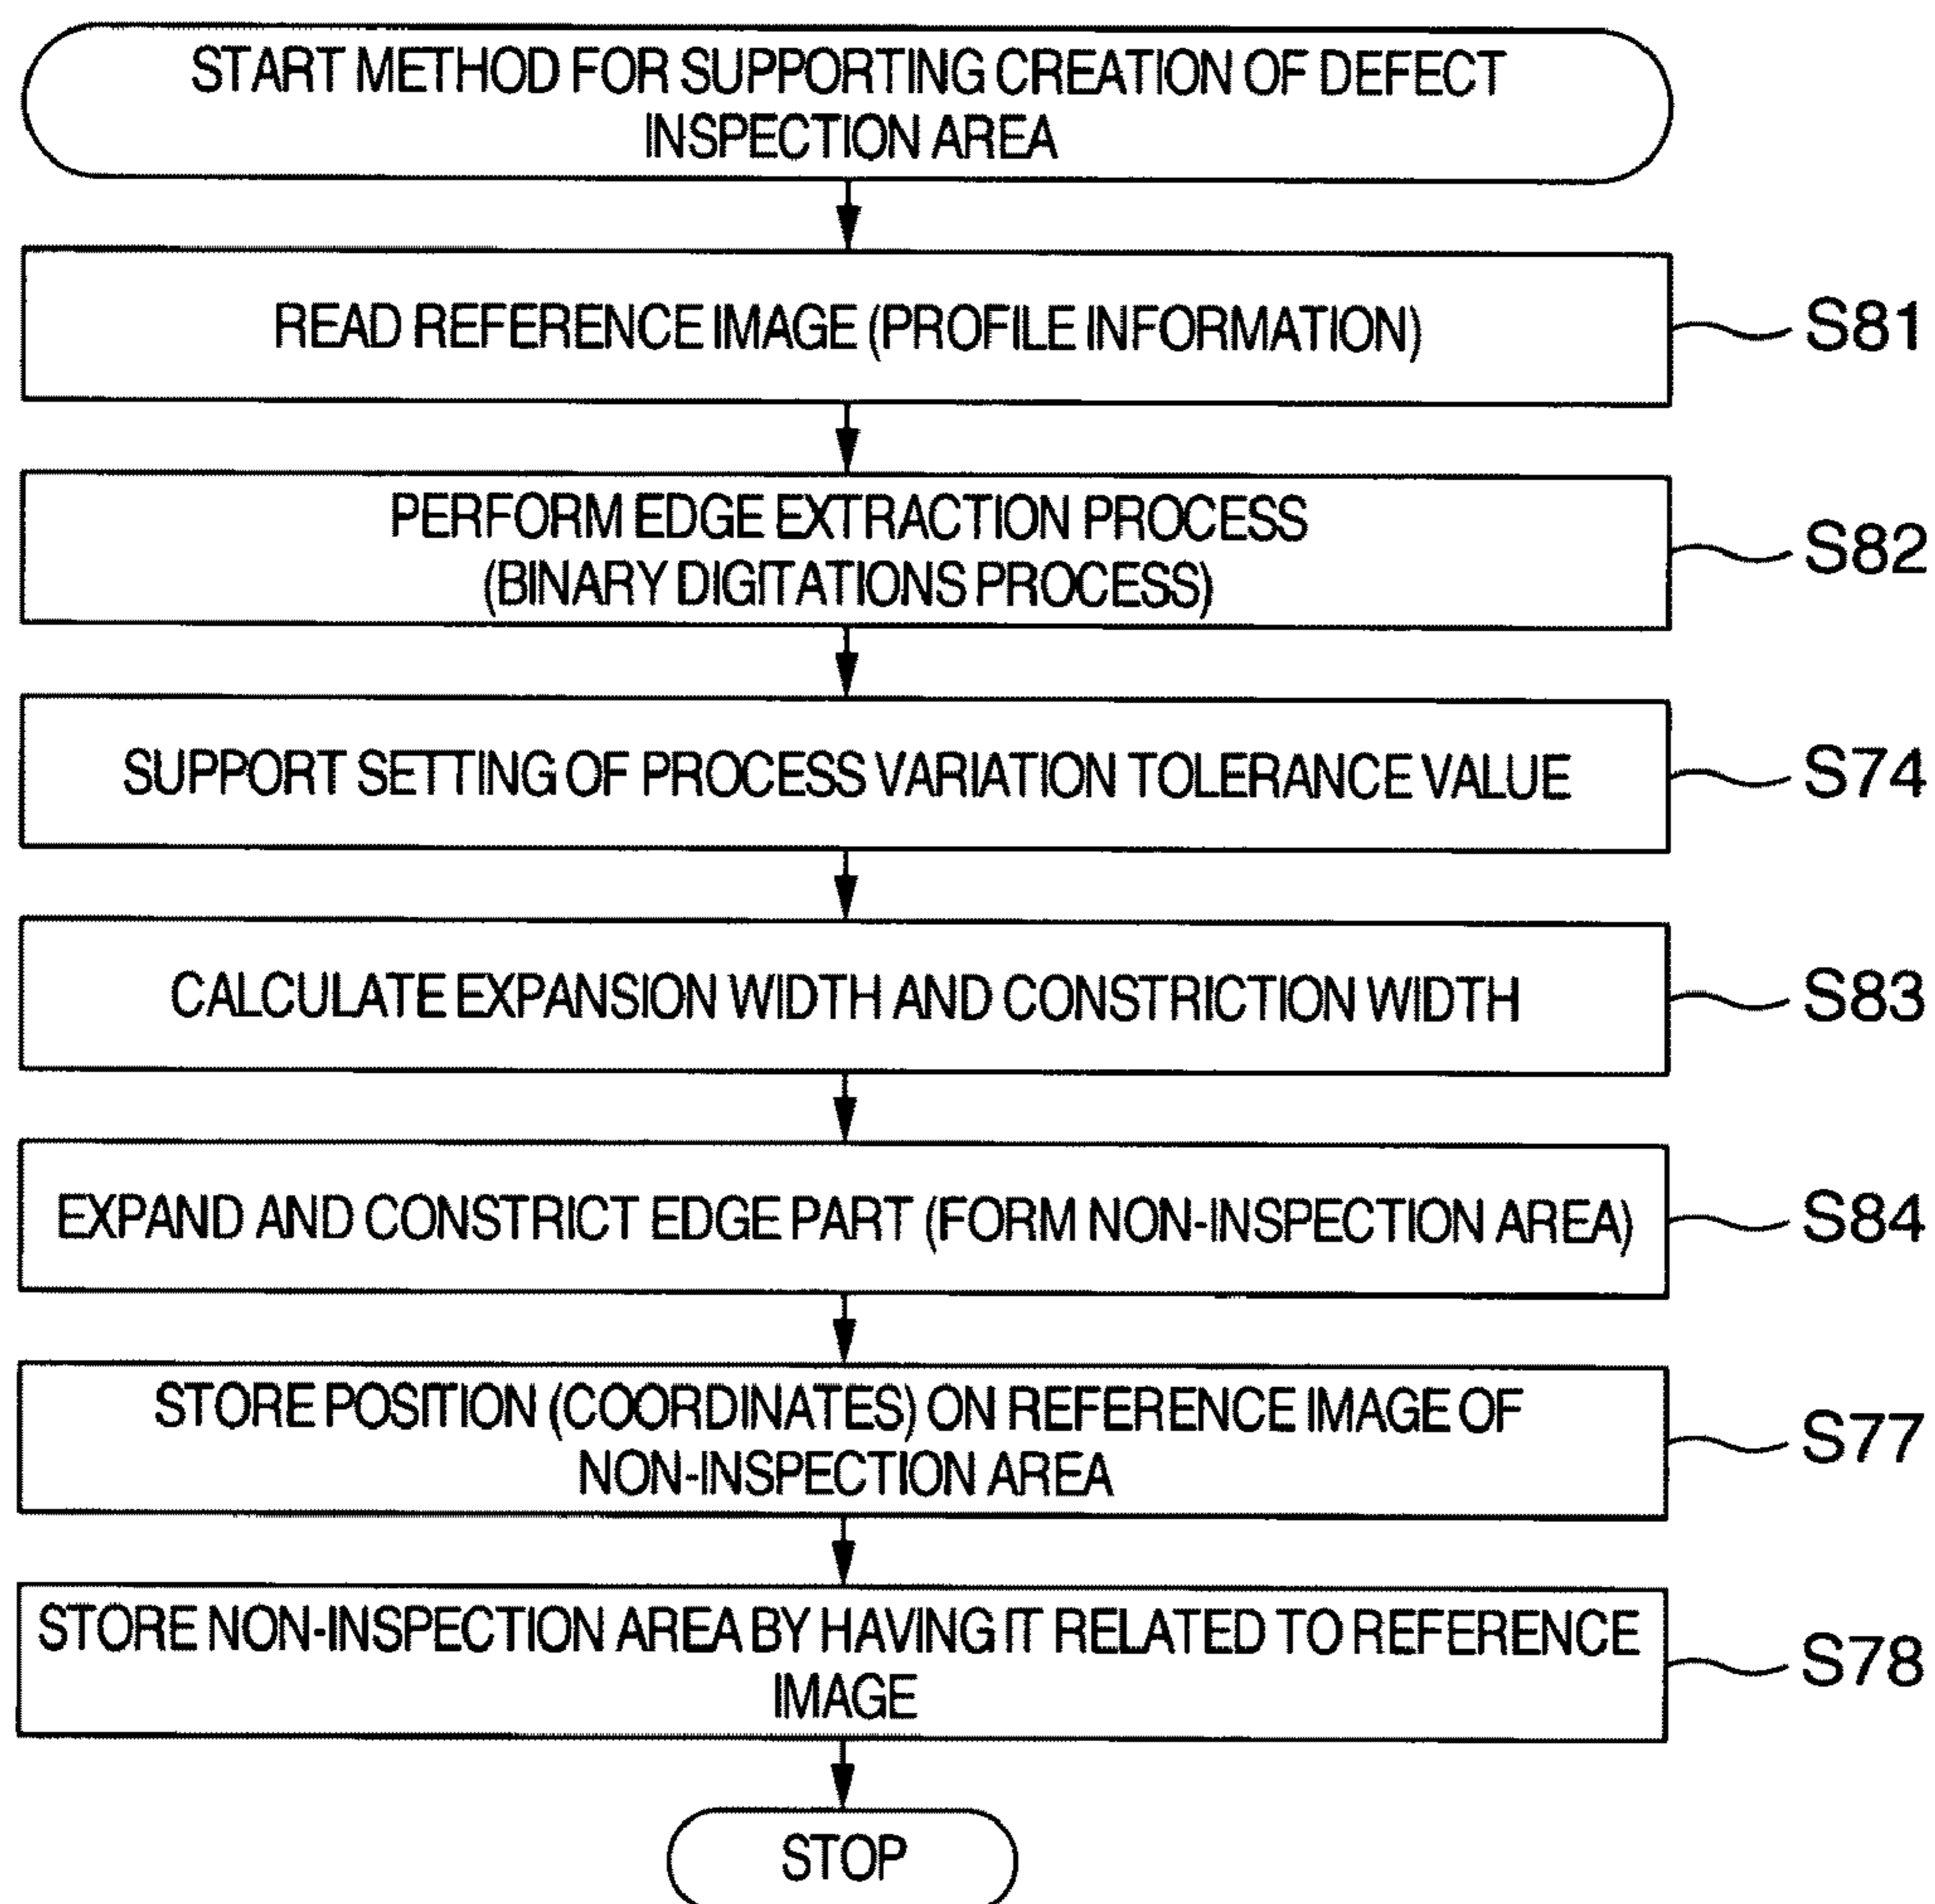 START METHOD FOR SUPPORTING CREATION OF DEFECT
INSPECTION AREA
READ REFERENCE IMAGE (PROFILE INFORMATION)
S81
PERFORM EDGE EXTRACTION PROCESS
(BINARY DIGITATIONS PROCESS)
S82
SUPPORT SETTING OF PROCESS VARIATION TOLERANCE VALUE
S74
CALCULATE EXPANSION WIDTH AND CONSTRICTION WIDTH
S83
EXPAND AND CONSTRICT EDGE PART (FORM NON-INSPECTION AREA)
S84
STORE POSITION (COORDINATES) ON REFERENCE IMAGE OF
NON-INSPECTION AREA
S77
STORE NON-INSPECTION AREA BY HAVING IT RELATED TO REFERENCE
IMAGE
S78
STOP